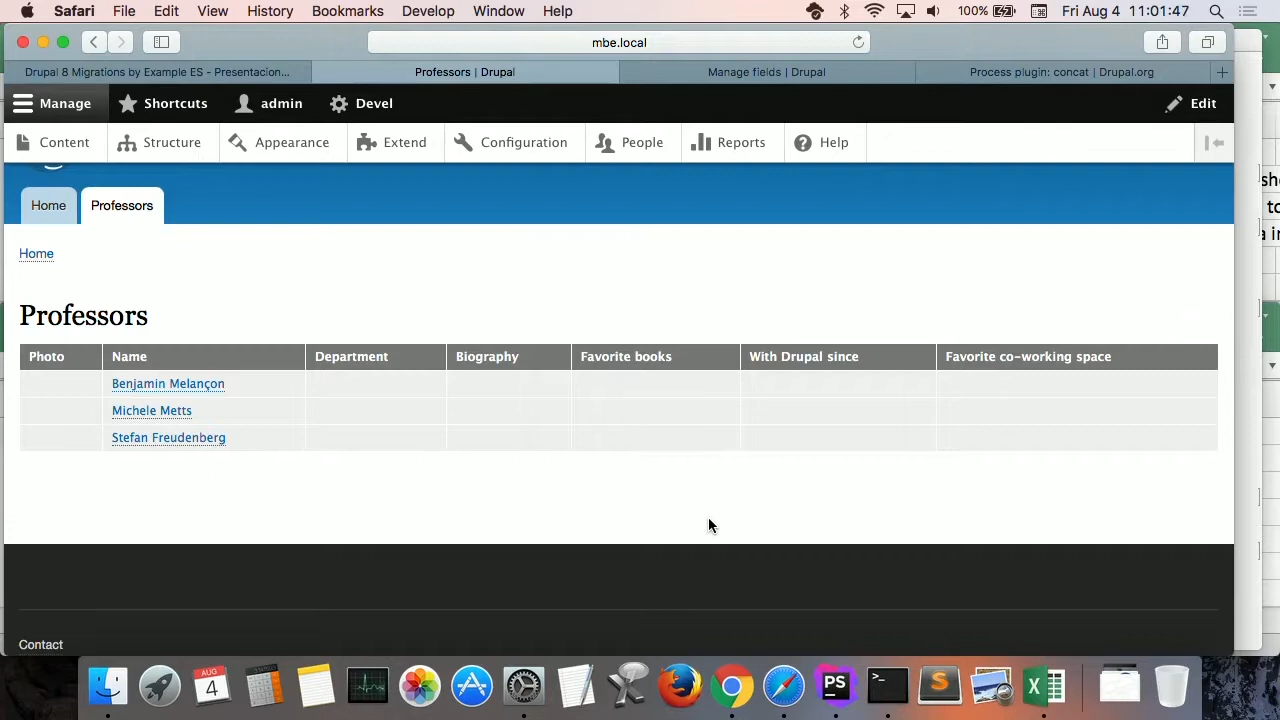 Safari File Edit View History Bookmarks Develop Window Help 100% Fri Aug 4 11:01:47
mbe.local
Drupal 8 Migrations by Example ES - Presentacion... Professors | Drupal Manage fields | Drupal Process plugin: concat | Drupal.org
Manage Shortcuts admin Devel Edit
Content Structure Appearance Extend Configuration People Reports Help
Home Professors
Home
Professors
Photo Name Department Biography Favorite books With Drupal since Favorite co-working space
Benjamin Melançon
Michele Metts
Stefan Freudenberg
Contact
AUG
4
PS
>_
S
X